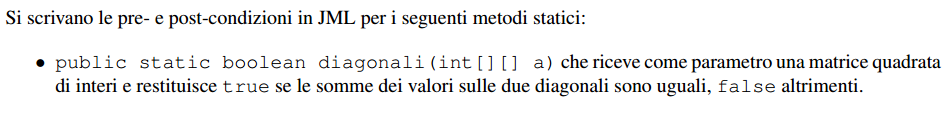 Si scrivano le pre- e post-condizioni in JML per i seguenti metodi statici:
• public static boolean diagonali(int[][] a) che riceve come parametro una matrice quadrata
di interi e restituisce true se le somme dei valori sulle due diagonali sono uguali, false altrimenti.